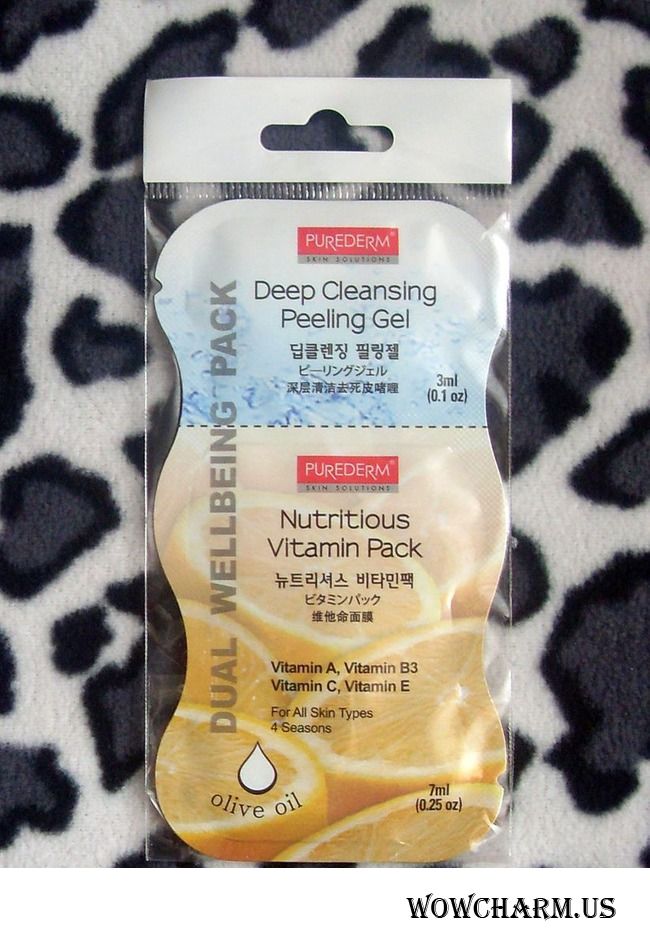 PUREDERM®
SKIN SOLUTIONS
Deep Cleansing
Peeling Gel
딥클렌징 필링젤
ピーリングジェル
深层清洁去死皮啫喱
3ml
(0.1 oz)
DUAL WELLBEING PACK
PUREDERM®
SKIN SOLUTIONS
Nutritious
Vitamin Pack
뉴트리셔스 비타민팩
ビタミンパック
维他命面膜
Vitamin A, Vitamin B3
Vitamin C, Vitamin E
For All Skin Types
4 Seasons
olive oil
7ml
(0.25 oz)
WOWCHARM.US